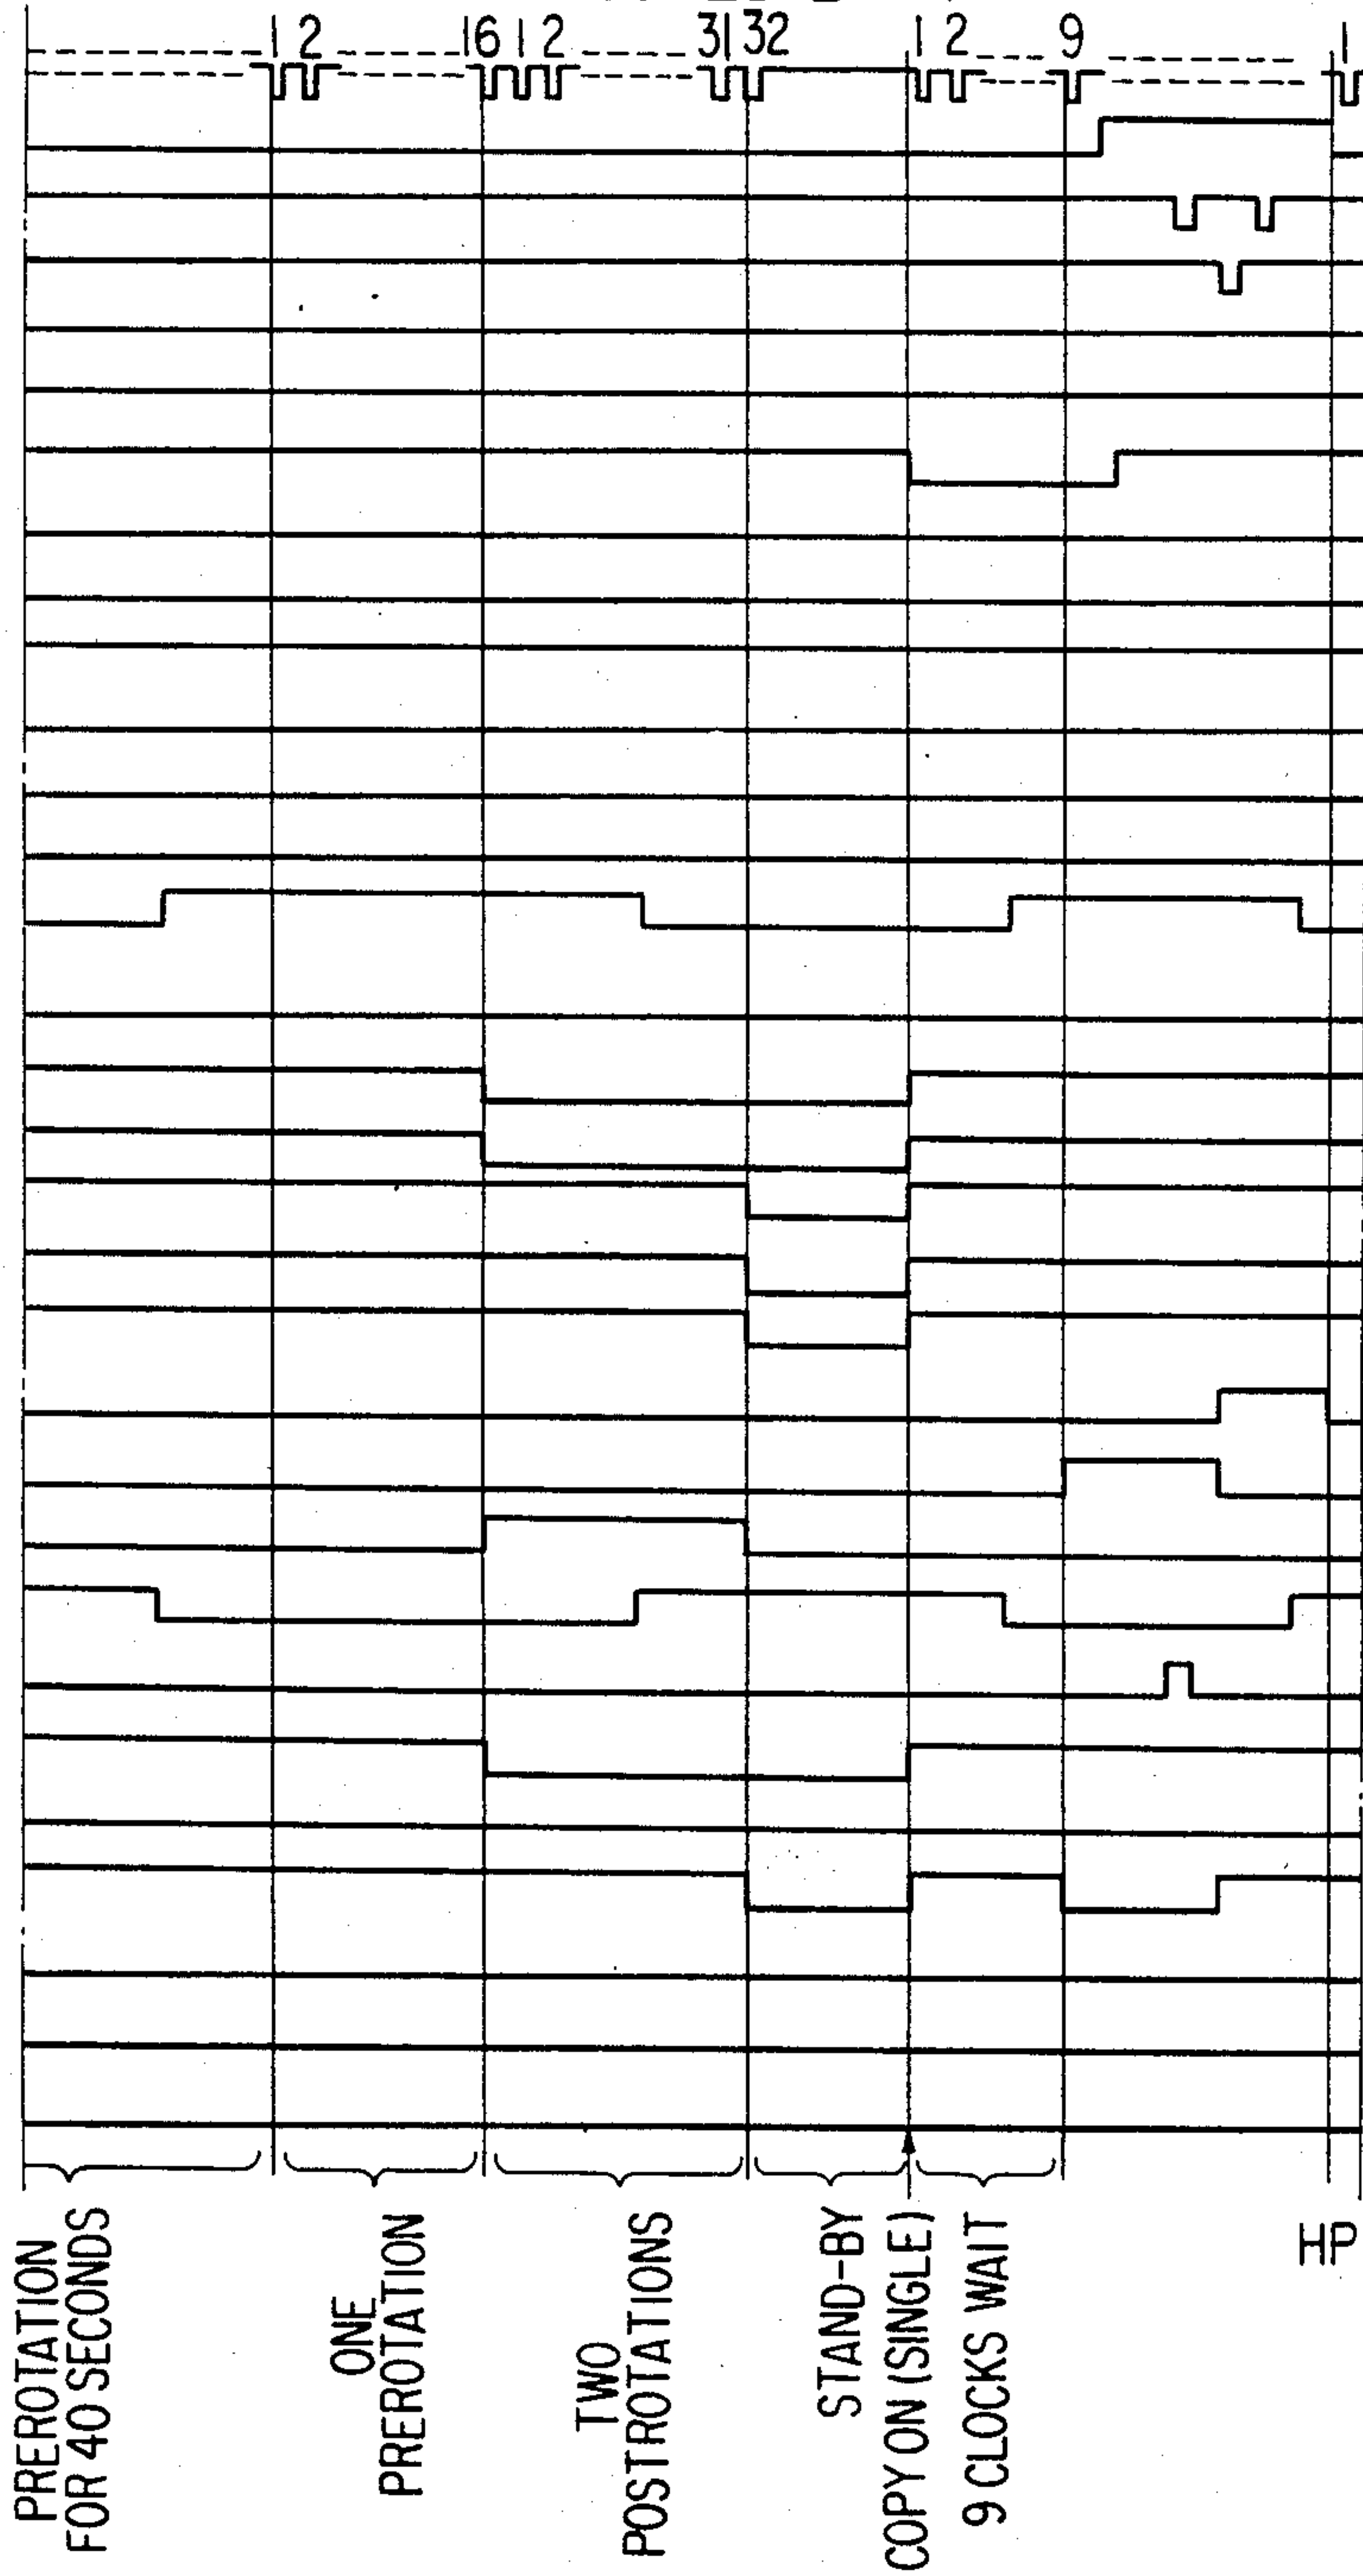 1 2 16 1 2 31 32 1 2 9 1
PREROTATION
FOR 40 SECONDS
ONE
PREROTATION
TWO
POSTROTATIONS
STAND-BY
COPY ON (SINGLE)
9 CLOCKS WAIT
HP